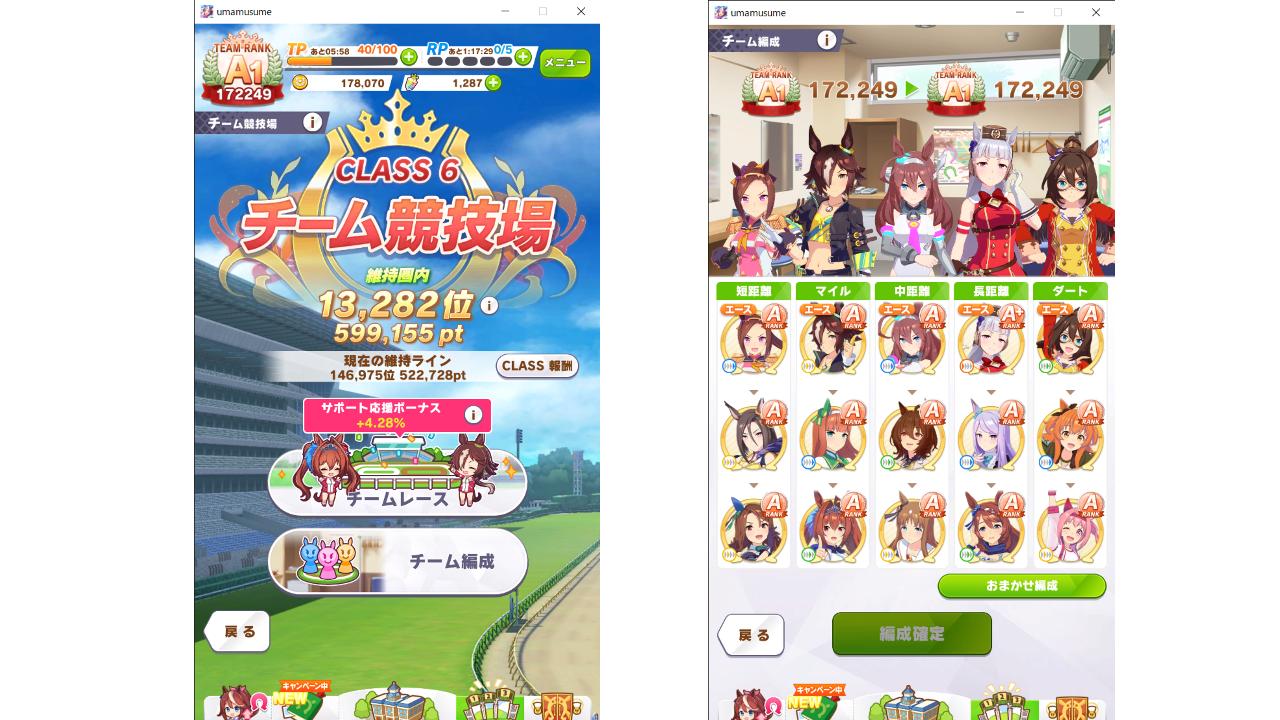 umamusume
TEAM RANK
A1
172249
TP あと05:58 40/100
RP あと1:17:29 0/5
メニュー
178,070
1,287
チーム競技場
CLASS 6
チーム競技場
維持圏内
13,282位
599,155 pt
現在の維持ライン
146,975位 522,728pt
CLASS 報酬
サポート応援ボーナス
+4.28%
チームレース
チーム編成
戻る
キャンペーン中
NEW
umamusume
チーム編成
TEAM RANK
A1
172,249
TEAM RANK
A1
172,249
短距離 マイル 中距離 長距離 ダート
エース A RANK エース A RANK エース A RANK エース A+ RANK エース A RANK
A RANK A RANK A RANK A RANK A RANK
A RANK A RANK A RANK A RANK A RANK
おまかせ編成
戻る
編成確定
キャンペーン中
NEW